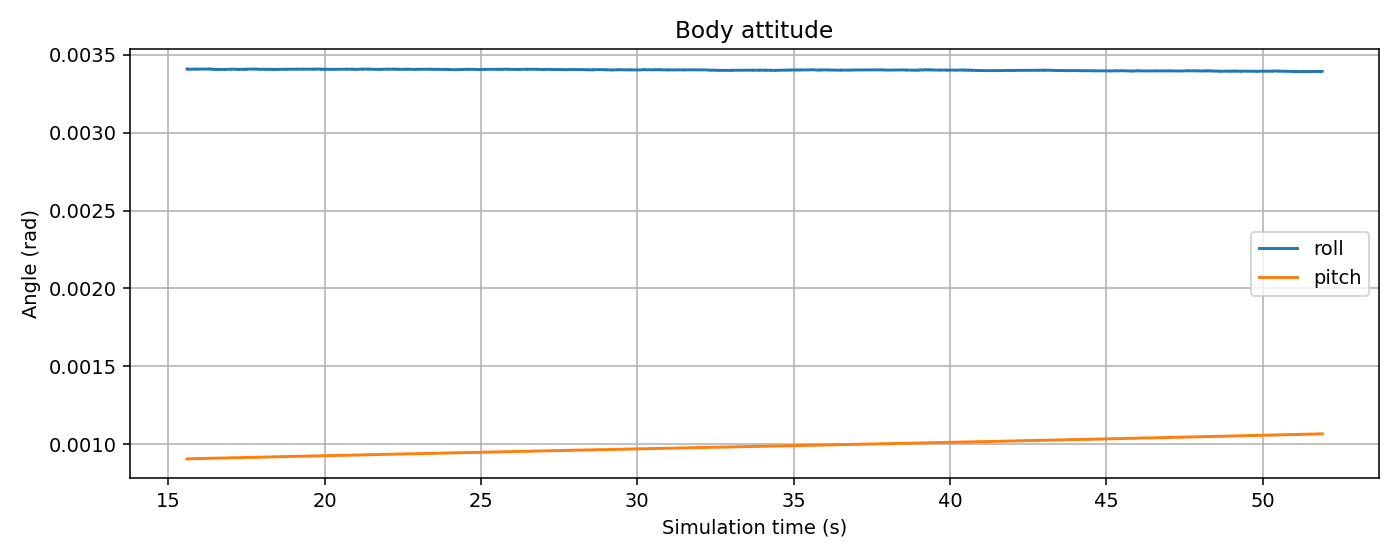 Body attitude
Angle (rad)
0.0035
0.0030
0.0025
0.0020
0.0015
0.0010
roll
pitch
15 20 25 30 35 40 45 50
Simulation time (s)